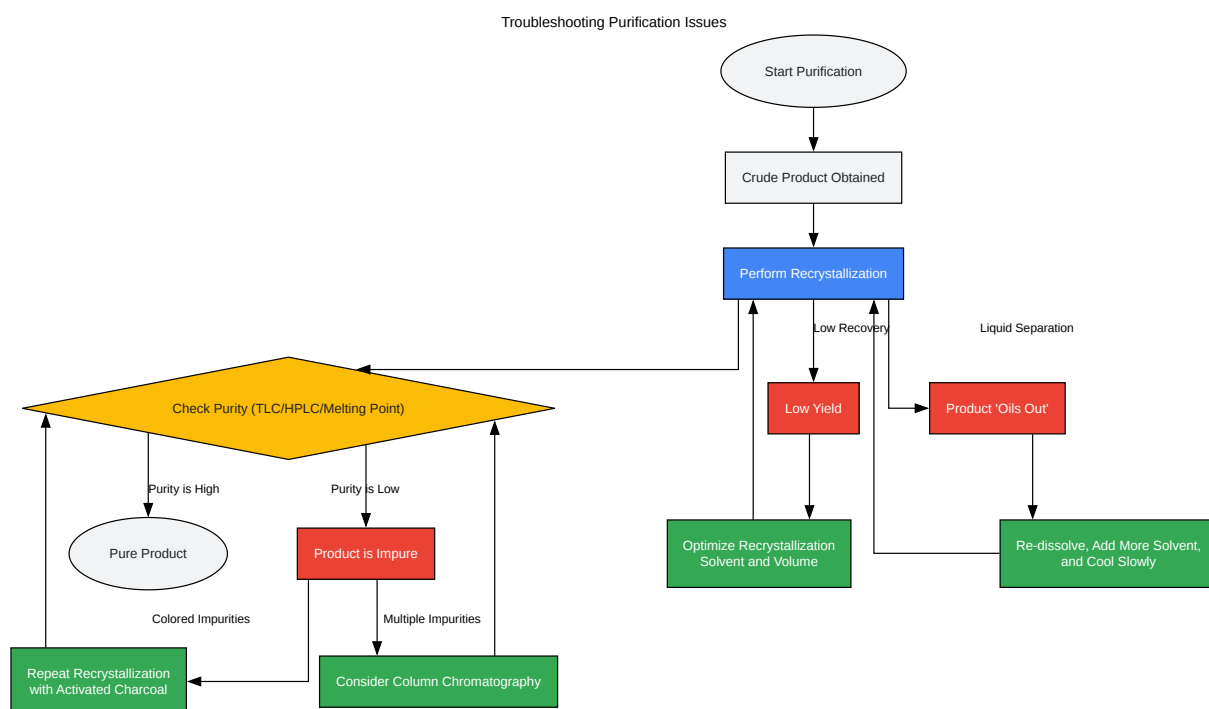 Troubleshooting Purification Issues
Start Purification
Crude Product Obtained
Perform Recrystallization
Low Recovery
Liquid Separation
Check Purity (TLC/HPLC/Melting Point)
Low Yield
Product 'Oils Out'
Purity is High
Purity is Low
Pure Product
Product is Impure
Optimize Recrystallization
Solvent and Volume
Re-dissolve, Add More Solvent,
and Cool Slowly
Colored Impurities
Multiple Impurities
Repeat Recrystallization
with Activated Charcoal
Consider Column Chromatography